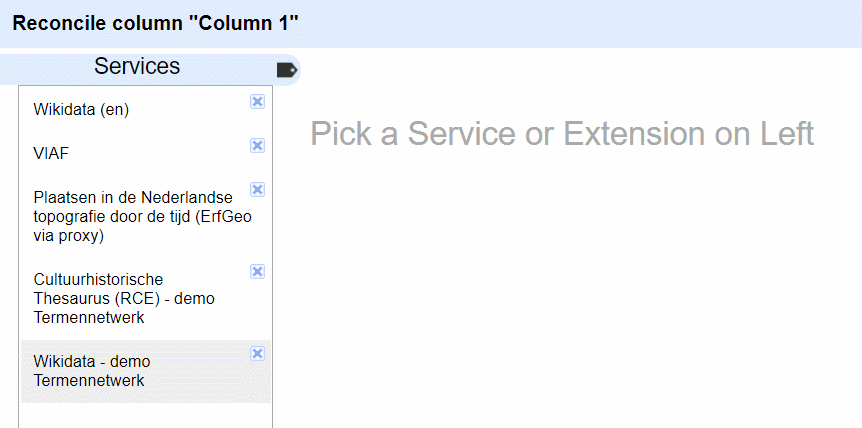 Reconcile column "Column 1"
Services
Wikidata (en)
VIAF
Plaatsen in de Nederlandse
topografie door de tijd (ErfGeo
via proxy)
Cultuurhistorische
Thesaurus (RCE) - demo
Termennetwerk
Wikidata - demo
Termennetwerk
Pick a Service or Extension on Left